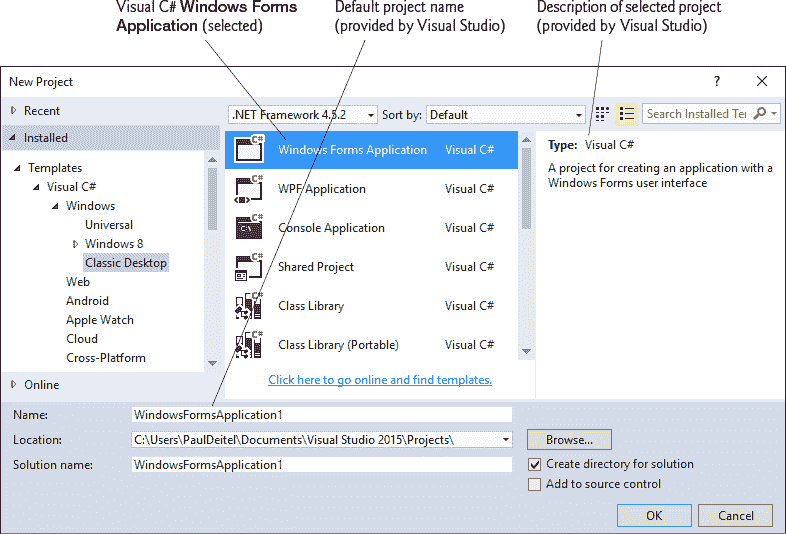 Visual C# Windows Forms
Application (selected)
Default project name
(provided by Visual Studio)
Description of selected project
(provided by Visual Studio)
New Project
? 
Recent
.NET Framework 4.5.2
Sort by:
Default
Search Installed Ter
Installed
Templates
Visual C#
Windows
Universal
Windows 8
Classic Desktop
Web
Android
Apple Watch
Cloud
Cross-Platform
Online
Windows Forms Application Visual C#
WPF Application Visual C#
Console Application Visual C#
Shared Project Visual C#
Class Library Visual C#
Class Library (Portable) Visual C#
Click here to go online and find templates.
Type: Visual C#
A project for creating an application with a
Windows Forms user interface
Name: WindowsFormsApplication1
Location: C:\Users\PaulDeitel\Documents\Visual Studio 2015\Projects\
Browse...
Solution name: WindowsFormsApplication1
Create directory for solution
Add to source control
OK
Cancel